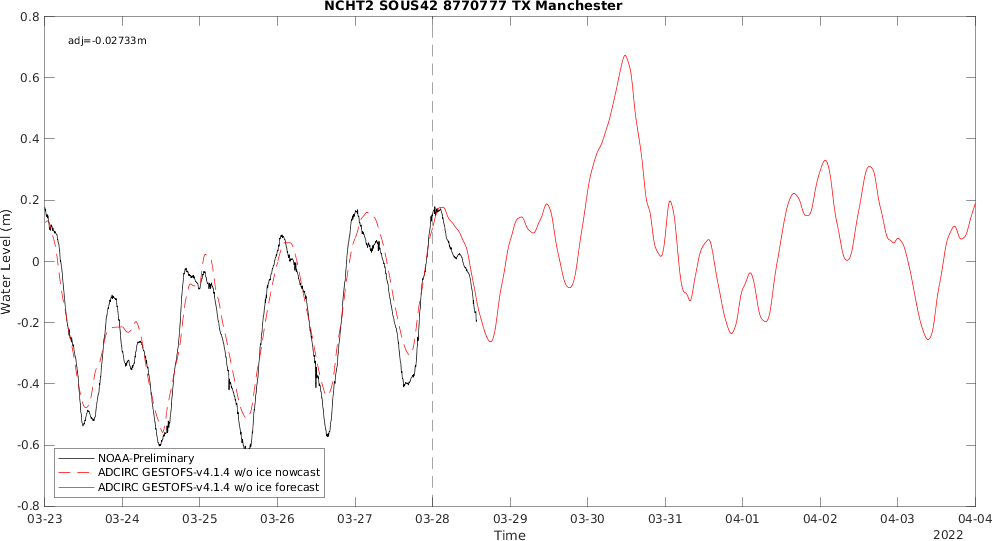 NCHT2 SOUS42 8770777 TX Manchester
adj=-0.02733m
0.8
0.6
0.4
0.2
0
-0.2
-0.4
-0.6
-0.8
Water Level (m)
NOAA-Preliminary
ADCIRC GESTOFS-v4.1.4 w/o ice nowcast
ADCIRC GESTOFS-v4.1.4 w/o ice forecast
03-23 03-24 03-25 03-26 03-27 03-28 03-29 03-30 03-31 04-01 04-02 04-03 04-04
Time
2022